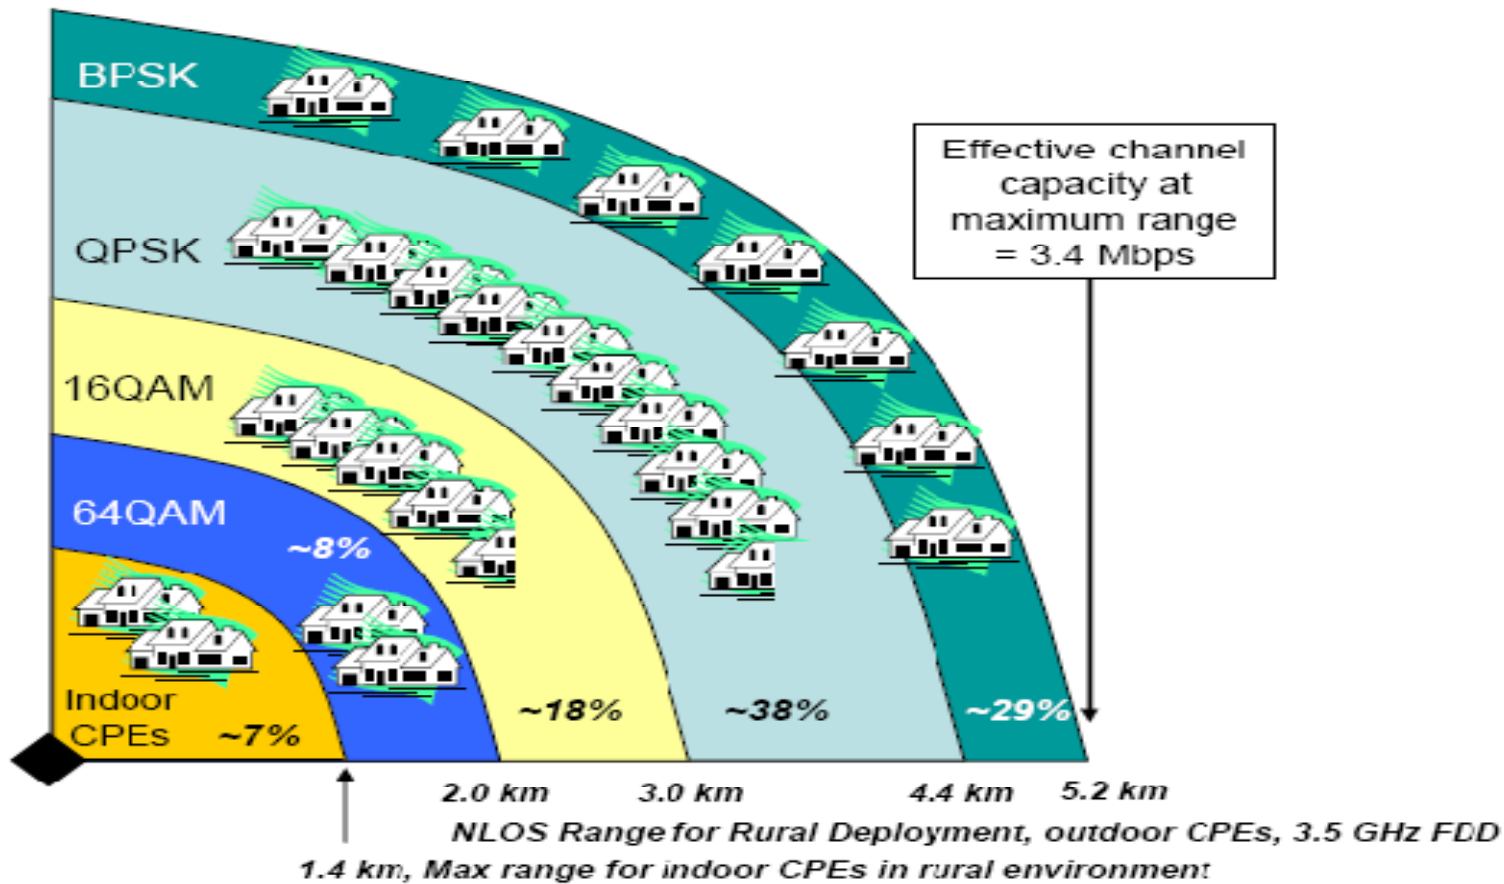 BPSK
Effective channel
capacity at
maximum range
= 3.4 Mbps
QPSK
16QAM
64QAM
~8%
Indoor
CPEs
~7%
~18%
~38%
~29%
2.0 km
3.0 km
4.4 km
5.2 km
NLOS Range for Rural Deployment, outdoor CPEs, 3.5 GHz FDD
1.4 km, Max range for indoor CPEs in rural environment